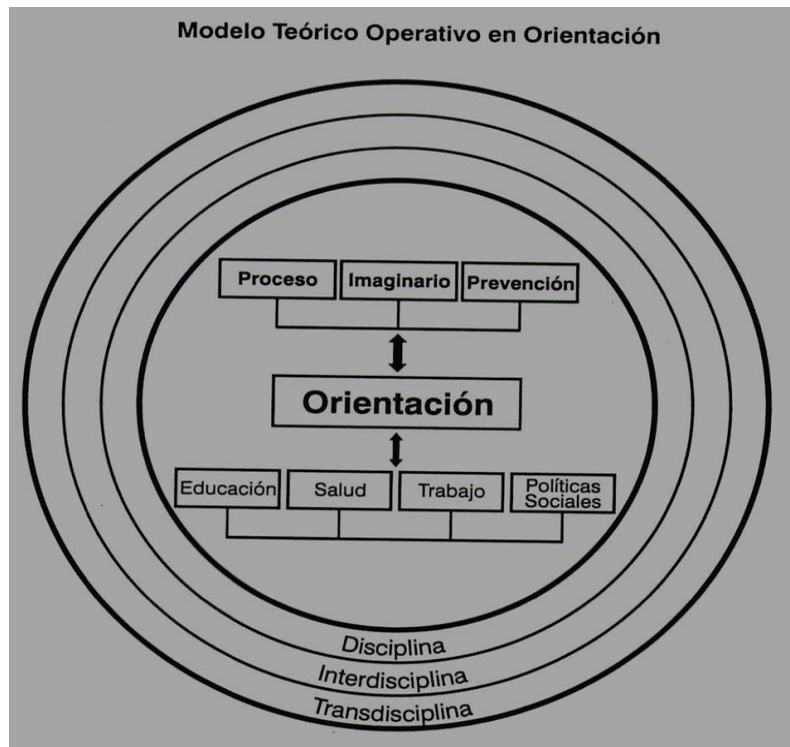 Modelo Teórico Operativo en Orientación
Proceso
Imaginario
Prevención
Orientación
Educación
Salud
Trabajo
Políticas
Sociales
Disciplina
Interdisciplina
Transdisciplina